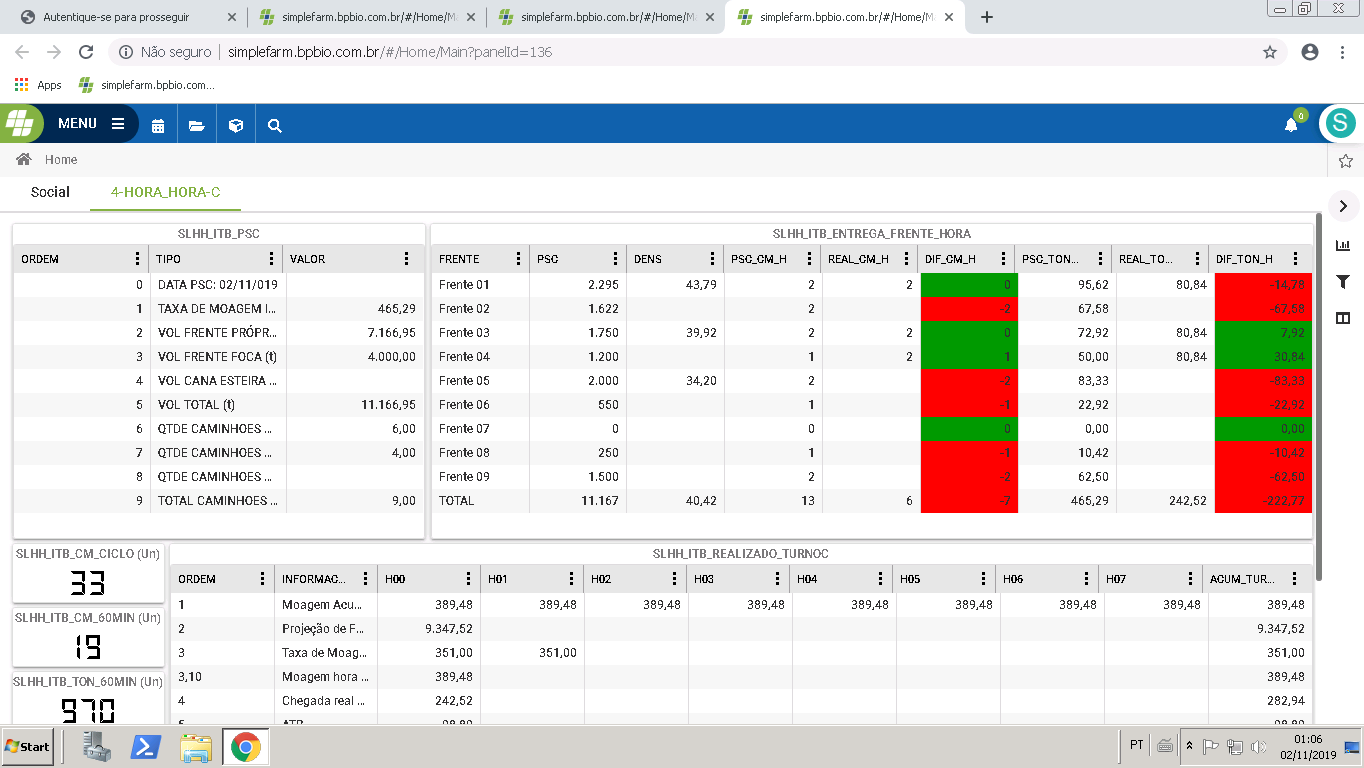 Autentique-se para prosseguir
simplefarm.bpbio.com.br/#/Home/Ma
simplefarm.bpbio.com.br/#/Home/Ma
simplefarm.bpbio.com.br/#/Home/Ma
Não seguro simplefarm.bpbio.com.br/#/Home/Main?panelId=136
Apps simplefarm.bpbio.com...
MENU 0 S
Home
Social 4-HORA_HORA-C
SLHH_ITB_PSC
ORDEM TIPO VALOR
0 DATA PSC: 02/11/019
1 TAXA DE MOAGEM I... 465,29
2 VOL FRENTE PRÓPR... 7.166,95
3 VOL FRENTE FOCA (t) 4.000,00
4 VOL CANA ESTEIRA ...
5 VOL TOTAL (t) 11.166,95
6 QTDE CAMINHOES ... 6,00
7 QTDE CAMINHOES ... 4,00
8 QTDE CAMINHOES ...
9 TOTAL CAMINHOES ... 9,00
SLHH_ITB_ENTREGA_FRENTE_HORA
FRENTE PSC DENS PSC_CM_H REAL_CM_H DIF_CM_H PSC_TON... REAL_TO... DIF_TON_H
Frente 01 2.295 43,79 2 2 0 95,62 80,84 -14,78
Frente 02 1.622 2 -2 67,58 -67,58
Frente 03 1.750 39,92 2 2 0 72,92 80,84 7,92
Frente 04 1.200 1 2 1 50,00 80,84 30,84
Frente 05 2.000 34,20 2 -2 83,33 -83,33
Frente 06 550 1 -1 22,92 -22,92
Frente 07 0 0 0 0,00 0,00
Frente 08 250 1 -1 10,42 -10,42
Frente 09 1.500 2 -2 62,50 -62,50
TOTAL 11.167 40,42 13 6 -7 465,29 242,52 -222,77
SLHH_ITB_CM_CICLO (Un)
33
SLHH_ITB_CM_60MIN (Un)
19
SLHH_ITB_TON_60MIN (Un)
970
SLHH_ITB_REALIZADO_TURNOC
ORDEM INFORMAC... H00 H01 H02 H03 H04 H05 H06 H07 ACUM_TUR...
1 Moagem Acu... 389,48 389,48 389,48 389,48 389,48 389,48 389,48 389,48 389,48
2 Projeção de F... 9.347,52 9.347,52
3 Taxa de Moag... 351,00 351,00 351,00
3,10 Moagem hora ... 389,48 389,48
4 Chegada real ... 242,52 282,94
Start PT 01:06
02/11/2019